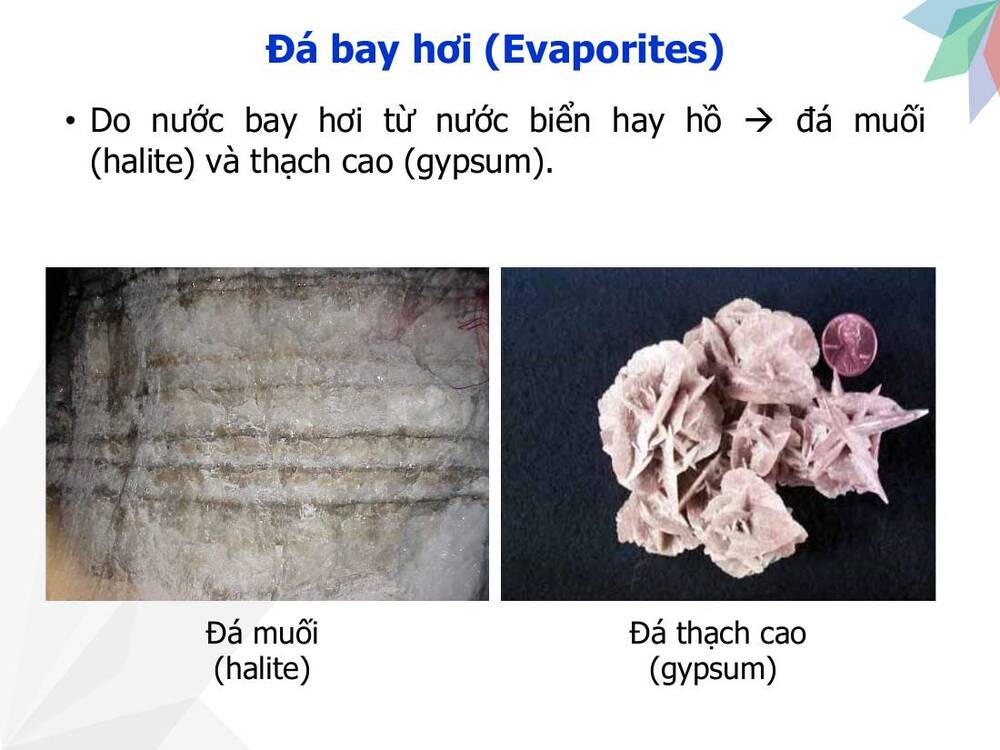 Đá bay hơi (Evaporites)
• Do nước bay hơi từ nước biển hay hồ → đá muối
(halite) và thạch cao (gypsum).
Đá muối
(halite)
Đá thạch cao
(gypsum)